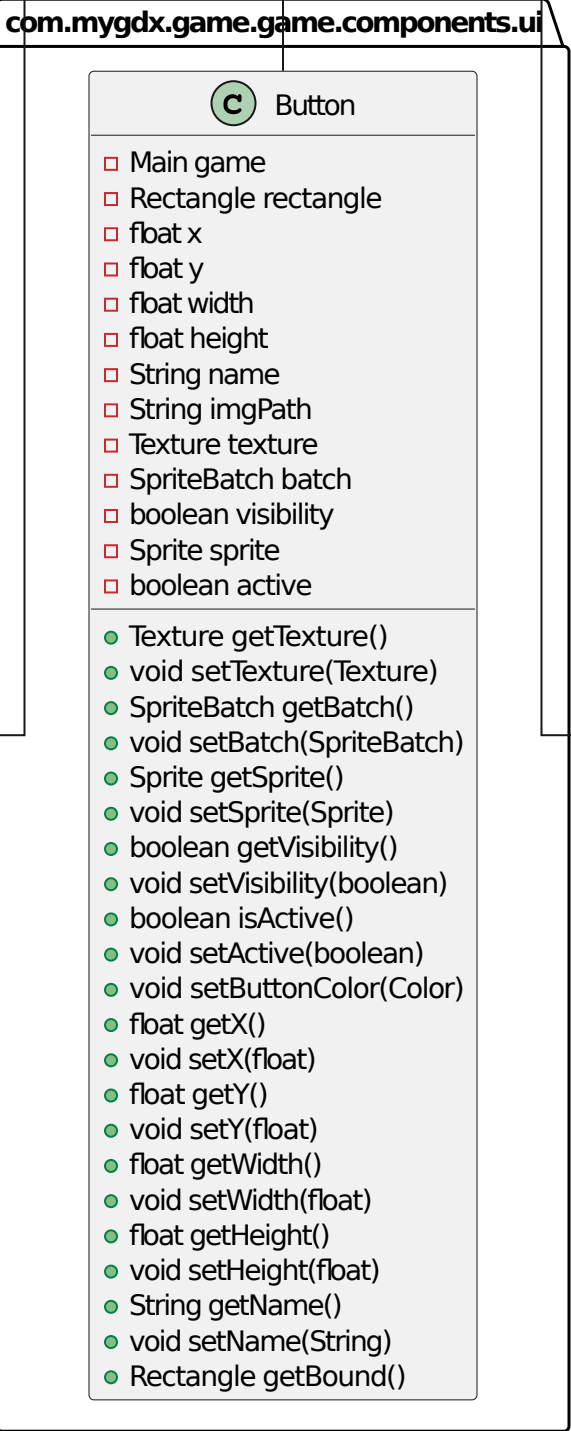 com.mygdx.game.game.components.ui
C Button
Main game
Rectangle rectangle
float x
float y
float width
float height
String name
String imgPath
Texture texture
SpriteBatch batch
boolean visibility
Sprite sprite
boolean active
Texture getTexture()
void setTexture(Texture)
SpriteBatch getBatch()
void setBatch(SpriteBatch)
Sprite getSprite()
void setSprite(Sprite)
boolean getVisibility()
void setVisibility(boolean)
boolean isActive()
void setActive(boolean)
void setButtonColor(Color)
float getX()
void setX(float)
float getY()
void setY(float)
float getWidth()
void setWidth(float)
float getHeight()
void setHeight(float)
String getName()
void setName(String)
Rectangle getBound()